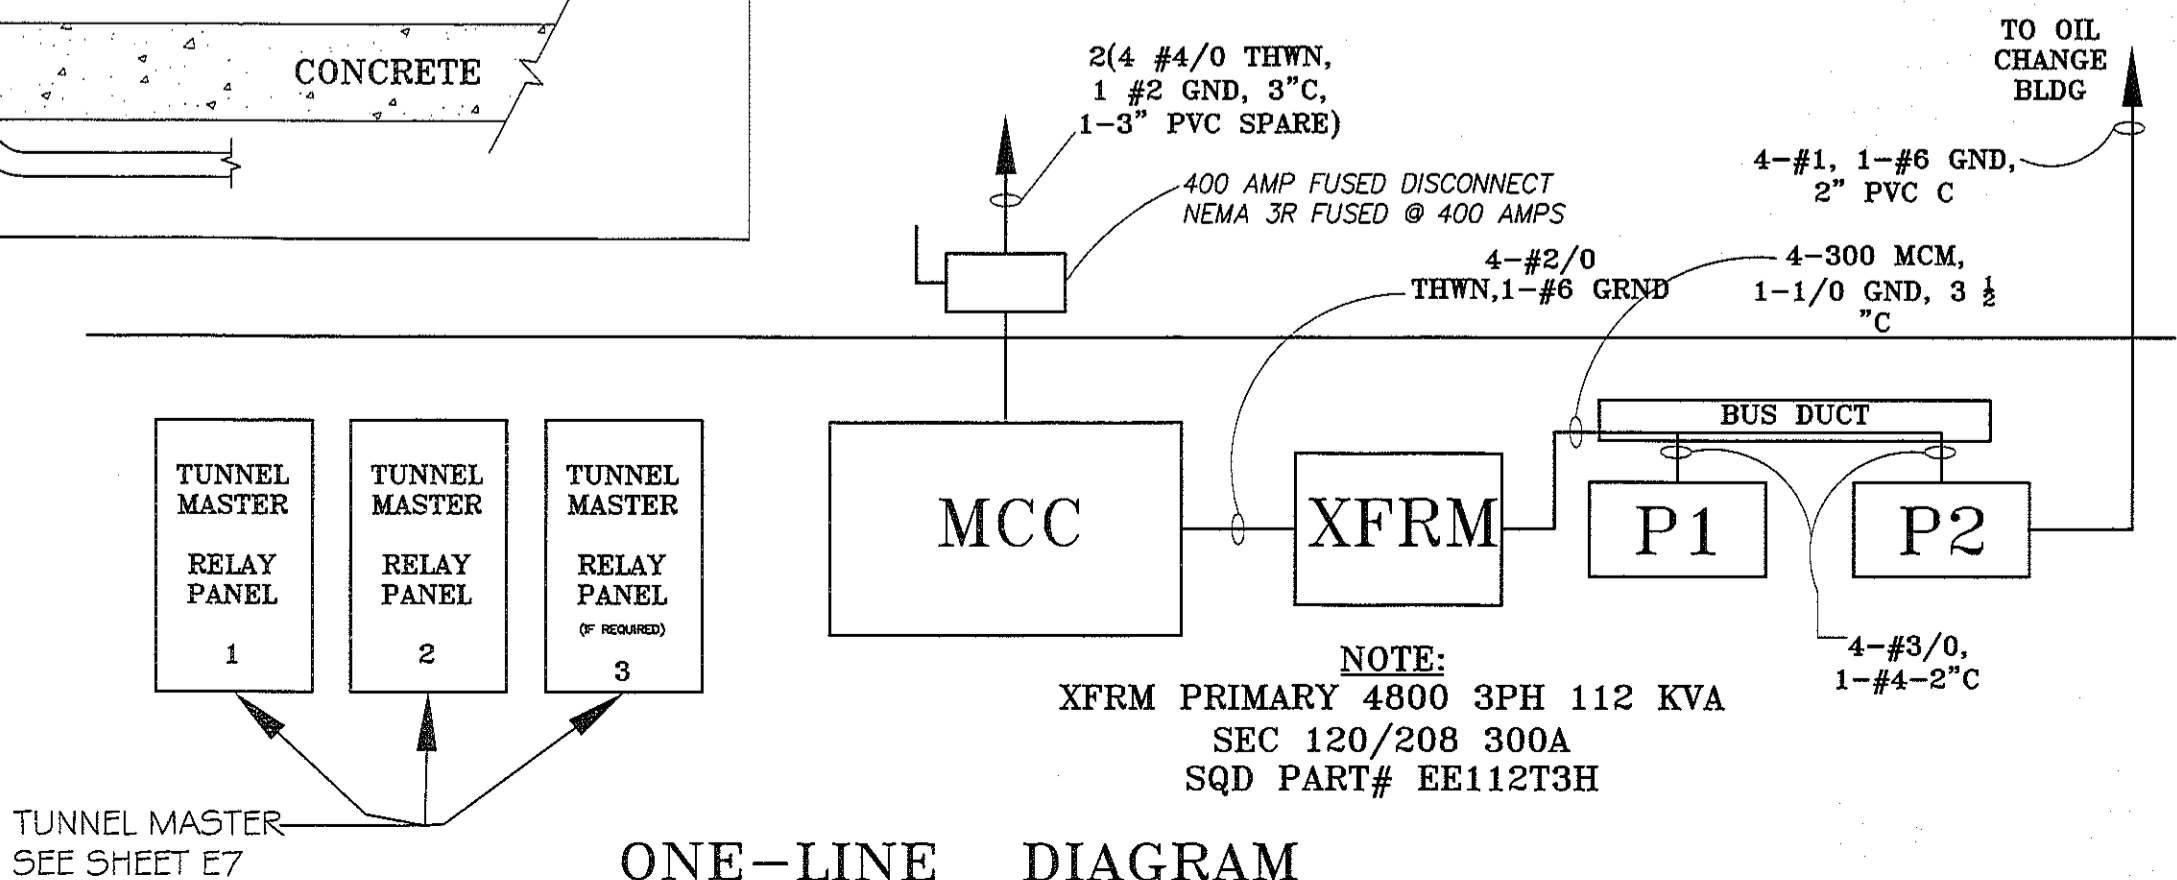 CONCRETE
2(4 #4/0 THWN,
1 #2 GND, 3"C,
1-3" PVC SPARE)
400 AMP FUSED DISCONNECT
NEMA 3R FUSED @ 400 AMPS
TO OIL
CHANGE
BLDG
4-#1, 1-#6 GND,
2" PVC C
4-#2/0
THWN,1-#6 GRND
4-300 MCM,
1-1/0 GND, 3 ½
"C
BUS DUCT
TUNNEL
MASTER
RELAY
PANEL
1
TUNNEL
MASTER
RELAY
PANEL
2
TUNNEL
MASTER
RELAY
PANEL
(IF REQUIRED)
3
MCC
XFRM
P1
P2
4-#3/0,
1-#4-2"C
NOTE:
XFRM PRIMARY 4800 3PH 112 KVA
SEC 120/208 300A
SQD PART# EE112T3H
TUNNEL MASTER
SEE SHEET E7
ONE-LINE DIAGRAM